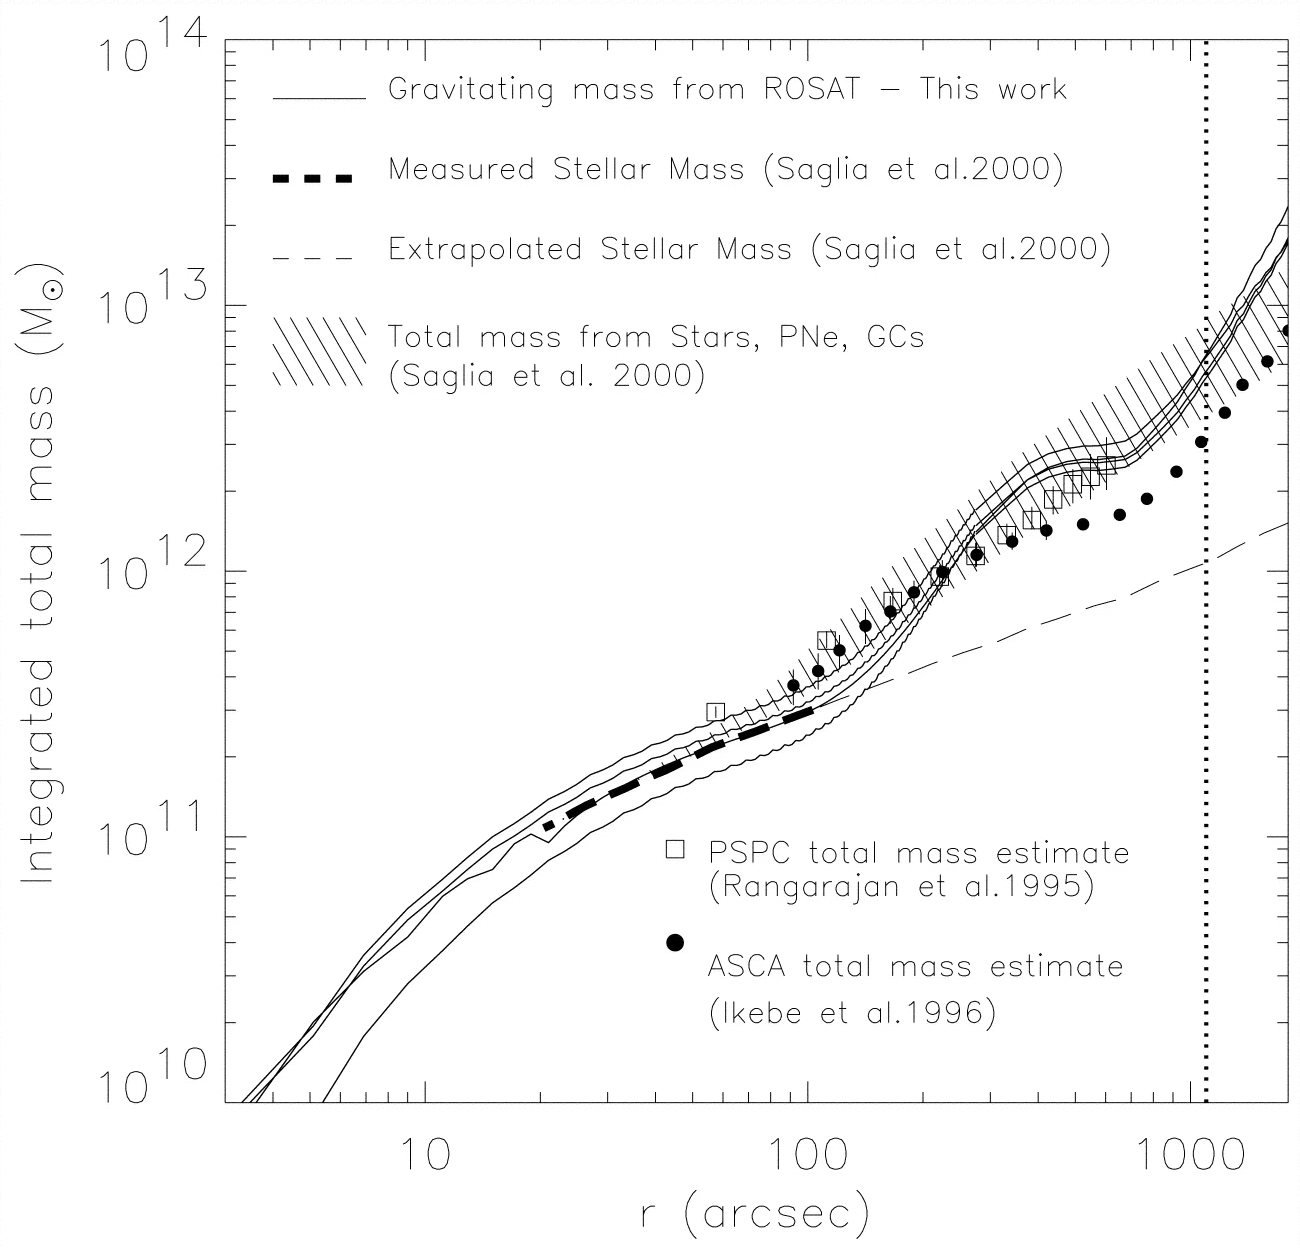 10^14
Gravitating mass from ROSAT − This work
Measured Stellar Mass (Saglia et al.2000)
Extrapolated Stellar Mass (Saglia et al.2000)
10^13
Total mass from Stars, PNe, GCs
(Saglia et al. 2000)
Integrated total mass (M⊙)
10^12
10^11
PSPC total mass estimate
(Rangarajan et al.1995)
ASCA total mass estimate
(Ikebe et al.1996)
10^10
10 100 1000
r (arcsec)